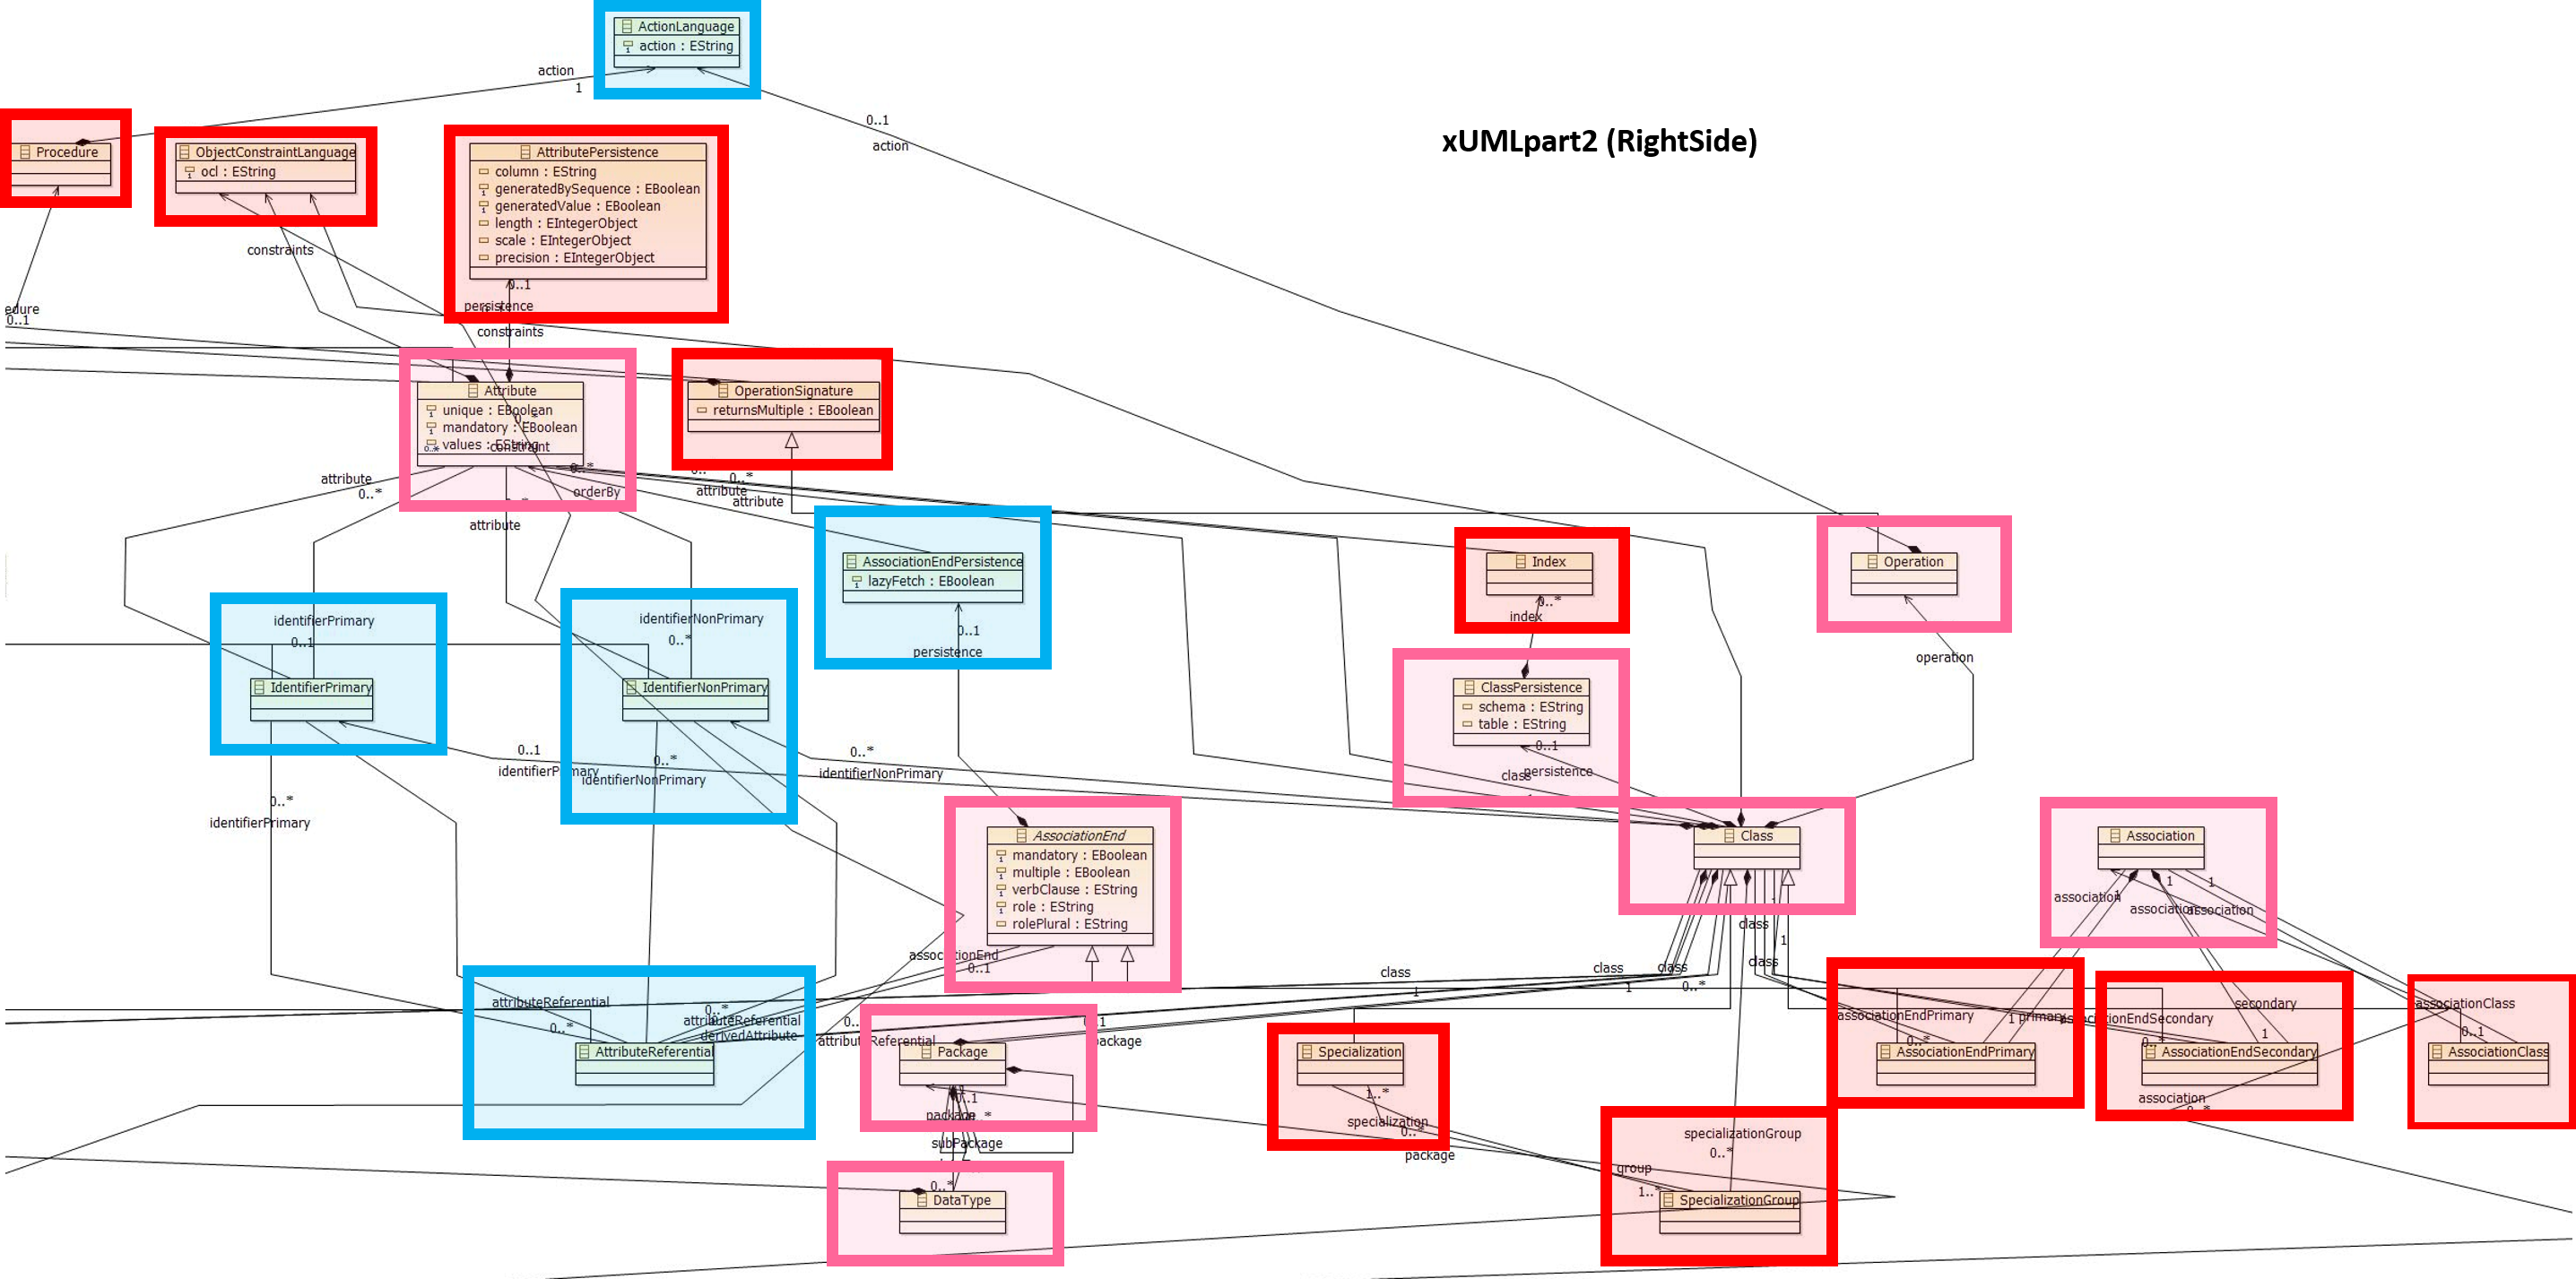 ActionLanguage
action : EString
action
1
0..1
action
xUMLpart2 (RightSide)
Procedure
ObjectConstraintLanguage
ocl : EString
AttributePersistence
column : EString
generatedBySequence : EBoolean
generatedValue : EBoolean
length : EIntegerObject
scale : EIntegerObject
precision : EIntegerObject
constraints
0..1
persistence
constraints
edure
0..1
Attribute
unique : EBoolean
mandatory : EBoolean
values : EString
0..*
0..*
constraint
OperationSignature
returnsMultiple : EBoolean
attribute
0..*
0..*
orderBy
attribute
0..*
attribute
attribute
AssociationEndPersistence
lazyFetch : EBoolean
0..1
persistence
Index
0..*
index
Operation
operation
identifierPrimary
0..1
IdentifierPrimary
identifierNonPrimary
0..*
IdentifierNonPrimary
0..*
identifierNonPrimary
ClassPersistence
schema : EString
table : EString
0..1
persistence
class
0..1
identifierPrimary
0..*
identifierNonPrimary
0..*
identifierPrimary
AssociationEnd
mandatory : EBoolean
multiple : EBoolean
verbClause : EString
role : EString
rolePlural : EString
Class
Association
1
1
1
association
association
association
class
1
class
associationEnd
0..1
class
1
class
1
class
0..*
attributeReferential
0..*
0..*
attributeReferential
derivedAttribute
AttributeReferential
0..
attributeReferential
0..1
package
Package
0..1
package
0..*
subPackage
0..*
DataType
Specialization
1..*
specialization
0..*
package
specializationGroup
0..*
group
1..*
SpecializationGroup
associationEndPrimary
0..*
AssociationEndPrimary
1
primary
secondary
associationEndSecondary
1
0..*
AssociationEndSecondary
association
0..*
associationClass
0..1
AssociationClass